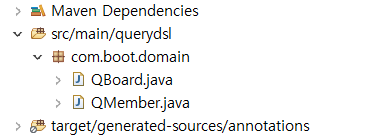 Maven Dependencies
src/main/querydsl
com.boot.domain
QBoard.java
QMember.java
target/generated-sources/annotations